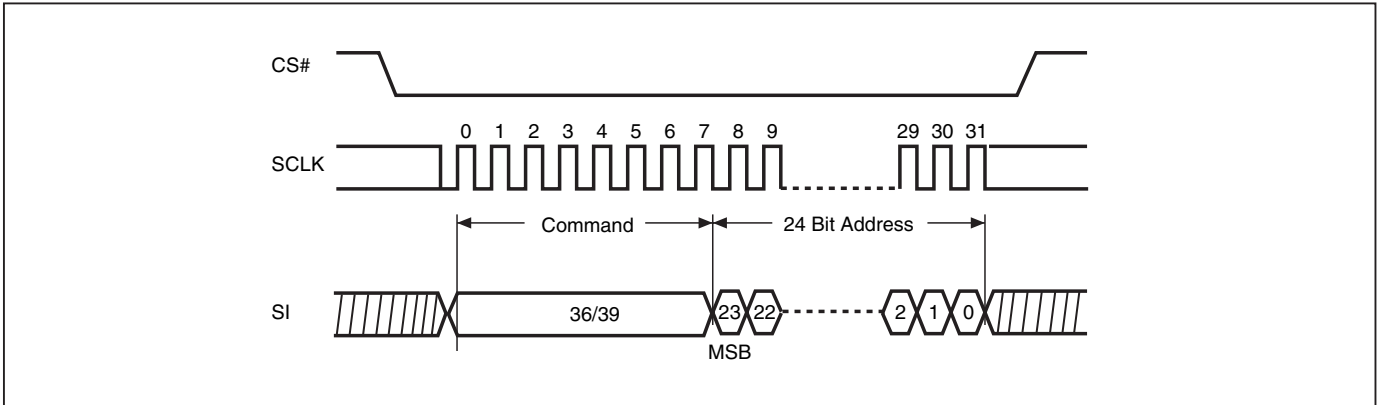 CS#
0 1 2 3 4 5 6 7 8 9 29 30 31
SCLK
Command 24 Bit Address
SI 36/39 23 22 2 1 0
MSB